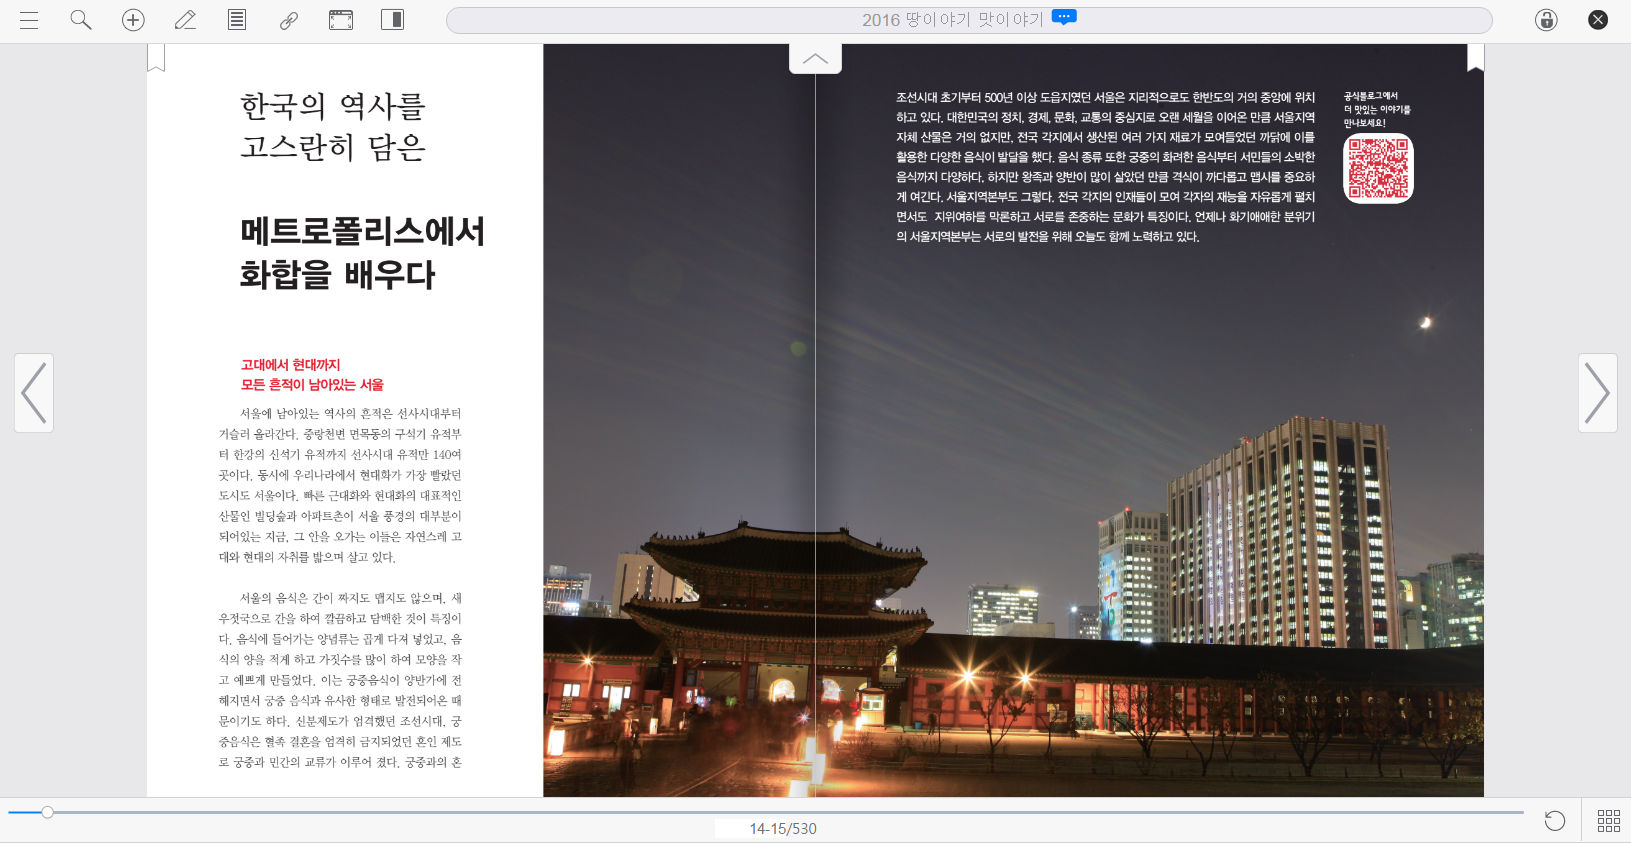 2016 땅이야기 맛이야기
한국의 역사를
고스란히 담은
메트로폴리스에서
화합을 배우다
고대에서 현대까지
모든 흔적이 남아있는 서울
서울에 남아있는 역사의 흔적은 선사시대부터
거슬러 올라간다. 중랑천변 면목동의 구석기 유적부
터 한강의 신석기 유적까지 선사시대 유적만 140여
곳이다. 동시에 우리나라에서 현대화가 가장 빨랐던
도시도 서울이다. 빠른 근대화와 현대화의 대표적인
산물인 빌딩숲과 아파트촌이 서울 풍경의 대부분이
되어있는 지금, 그 안을 오가는 이들은 자연스레 고
대와 현대의 자취를 밟으며 살고 있다.
서울의 음식은 간이 짜지도 맵지도 않으며, 새
우젓국으로 간을 하여 깔끔하고 담백한 것이 특징이
다. 음식에 들어가는 양념류는 곱게 다져 넣었고, 음
식의 양을 적게 하고 가짓수를 많이 하여 모양을 작
고 예쁘게 만들었다. 이는 궁중음식이 양반가에 전
해지면서 궁중 음식과 유사한 형태로 발전되어온 때
문이기도 하다. 신분제도가 엄격했던 조선시대, 궁
중음식은 혈족 결혼을 엄격히 금지되었던 혼인 제도
로 궁중과 민간의 교류가 이루어 졌다. 궁중과의 혼
조선시대 초기부터 500년 이상 도읍지였던 서울은 지리적으로도 한반도의 거의 중앙에 위치
하고 있다. 대한민국의 정치, 경제, 문화, 교통의 중심지로 오랜 세월을 이어온 만큼 서울지역
자체 산물은 거의 없지만, 전국 각지에서 생산된 여러 가지 재료가 모여들었던 까닭에 이를
활용한 다양한 음식이 발달을 했다. 음식 종류 또한 궁중의 화려한 음식부터 서민들의 소박한
음식까지 다양하다. 하지만 왕족과 양반이 많이 살았던 만큼 격식이 까다롭고 맵시를 중요하
게 여긴다. 서울지역본부도 그렇다. 전국 각지의 인재들이 모여 각자의 재능을 자유롭게 펼치
면서도 지위여하를 막론하고 서로를 존중하는 문화가 특징이다. 언제나 화기애애한 분위기
의 서울지역본부는 서로의 발전을 위해 오늘도 함께 노력하고 있다.
공식블로그에서
더 맛있는 이야기를
만나보세요!
14-15/530